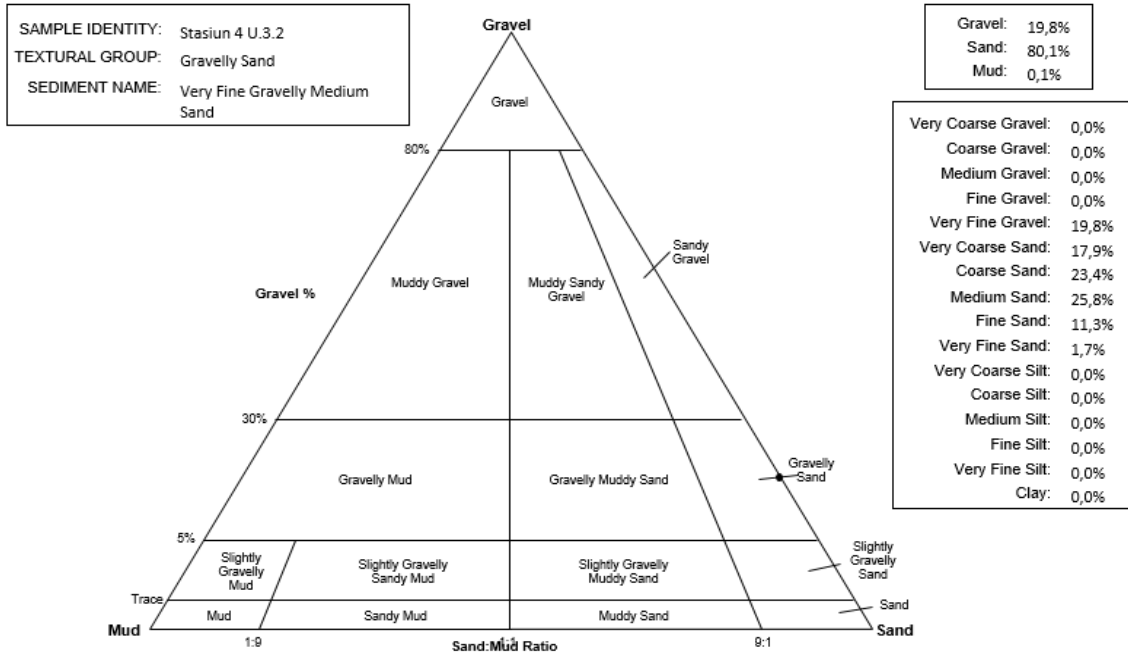 SAMPLE IDENTITY: Stasiun 4 U.3.2
TEXTURAL GROUP: Gravelly Sand
SEDIMENT NAME: Very Fine Gravelly Medium
Sand
Gravel
Gravel
80%
Muddy Gravel
Muddy Sandy
Gravel
Sandy
Gravel
Gravel %
30%
Gravelly Mud
Gravelly Muddy Sand
Gravelly
Sand
5%
Slightly
Gravelly
Mud
Slightly Gravelly
Sandy Mud
Slightly Gravelly
Muddy Sand
Slightly
Gravelly
Sand
Trace
Mud
Sandy Mud
Muddy Sand
Sand
Mud
Sand
1:9
1:1
9:1
Sand:Mud Ratio
Gravel: 19,8%
Sand: 80,1%
Mud: 0,1%
Very Coarse Gravel: 0,0%
Coarse Gravel: 0,0%
Medium Gravel: 0,0%
Fine Gravel: 0,0%
Very Fine Gravel: 19,8%
Very Coarse Sand: 17,9%
Coarse Sand: 23,4%
Medium Sand: 25,8%
Fine Sand: 11,3%
Very Fine Sand: 1,7%
Very Coarse Silt: 0,0%
Coarse Silt: 0,0%
Medium Silt: 0,0%
Fine Silt: 0,0%
Very Fine Silt: 0,0%
Clay: 0,0%